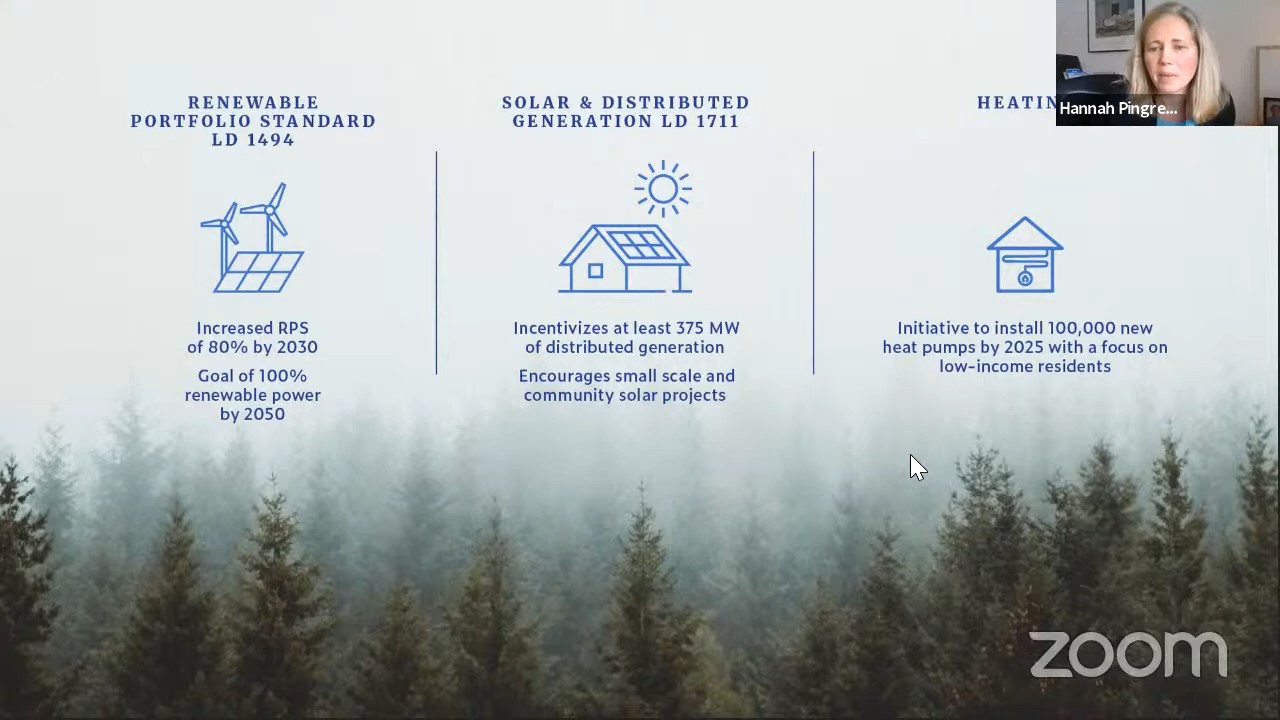 RENEWABLE
PORTFOLIO STANDARD
LD 1494
Increased RPS
of 80% by 2030
Goal of 100%
renewable power
by 2050
SOLAR & DISTRIBUTED
GENERATION LD 1711
Incentivizes at least 375 MW
of distributed generation
Encourages small scale and
community solar projects
Initiative to install 100,000 new
heat pumps by 2025 with a focus on
low-income residents
Hannah Pingre...
zoom